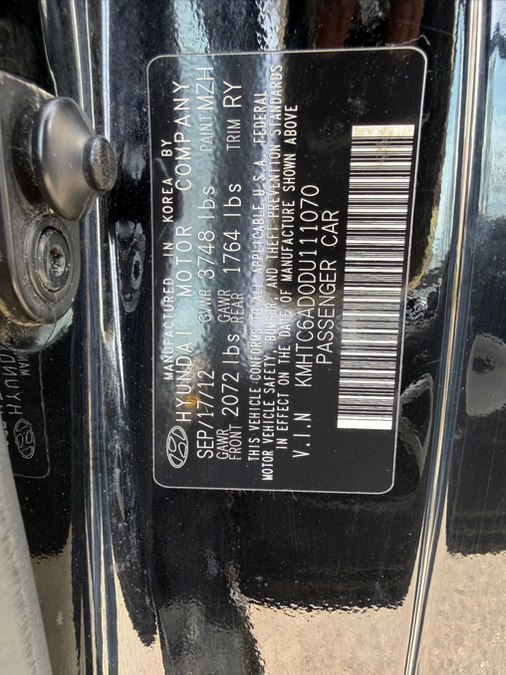 MANUFACTURED IN KOREA BY
HYUNDAI MOTOR COMPANY
SEP/17/12 GAWR 3748 lbs PAINT MZH
GAWR FRONT 2072 lbs GAWR REAR 1764 lbs TRIM RY
THIS VEHICLE CONFORMS TO ALL APPLICABLE U.S.A. FEDERAL
MOTOR VEHICLE SAFETY, BUMPER, AND THEFT PREVENTION STANDARDS
IN EFFECT ON THE DATE OF MANUFACTURE SHOWN ABOVE
V.I.N KMHTC6AD0DU111070
PASSENGER CAR